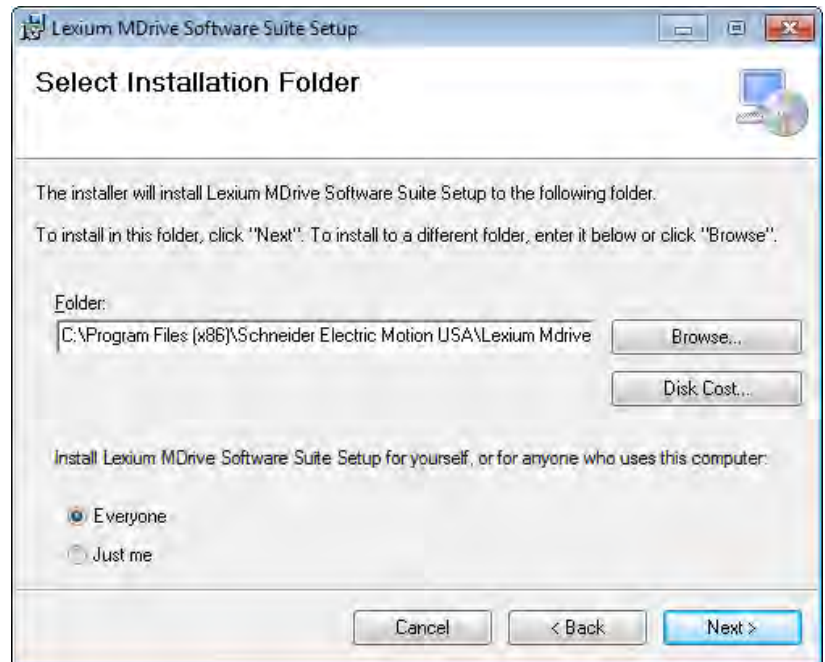 Lexium MDrive Software Suite Setup
Select Installation Folder
The installer will install Lexium MDrive Software Suite Setup to the following folder.
To install in this folder, click "Next". To install to a different folder, enter it below or click "Browse".
Folder:
C:\Program Files (x86)\Schneider Electric Motion USA\Lexium Mdrive
Browse...
Disk Cost...
Install Lexium MDrive Software Suite Setup for yourself, or for anyone who uses this computer:
Everyone
Just me
Cancel
< Back
Next >